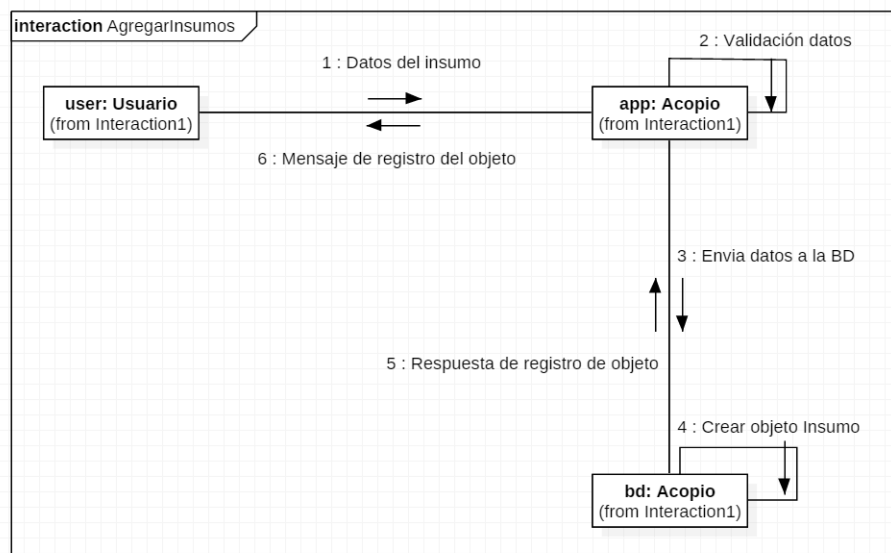 interaction AgregarInsumos
2 : Validación datos
1 : Datos del insumo
user: Usuario
(from Interaction1)
app: Acopio
(from Interaction1)
6 : Mensaje de registro del objeto
3 : Envia datos a la BD
5 : Respuesta de registro de objeto
4 : Crear objeto Insumo
bd: Acopio
(from Interaction1)